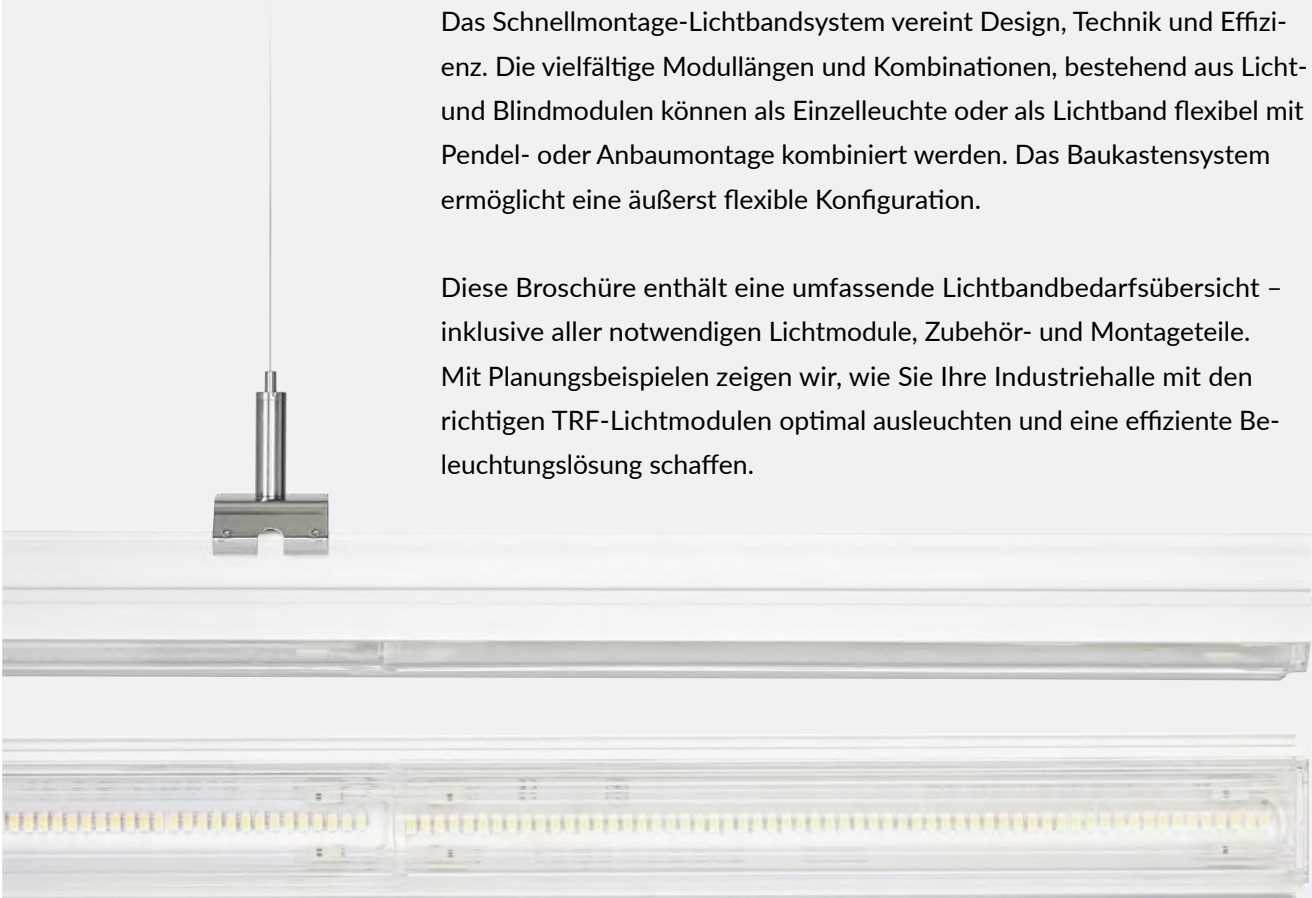 Das Schnellmontage-Lichtbandsystem vereint Design, Technik und Effizi-
enz. Die vielfältige Modullängen und Kombinationen, bestehend aus Licht-
und Blindmodulen können als Einzelleuchte oder als Lichtband flexibel mit
Pendel- oder Anbaumontage kombiniert werden. Das Baukastensystem
ermöglicht eine äußerst flexible Konfiguration.

Diese Broschüre enthält eine umfassende Lichtbandbedarfsübersicht –
inklusive aller notwendigen Lichtmodule, Zubehör- und Montageteile.
Mit Planungsbeispielen zeigen wir, wie Sie Ihre Industriehalle mit den
richtigen TRF-Lichtmodulen optimal ausleuchten und eine effiziente Be-
leuchtungslösung schaffen.